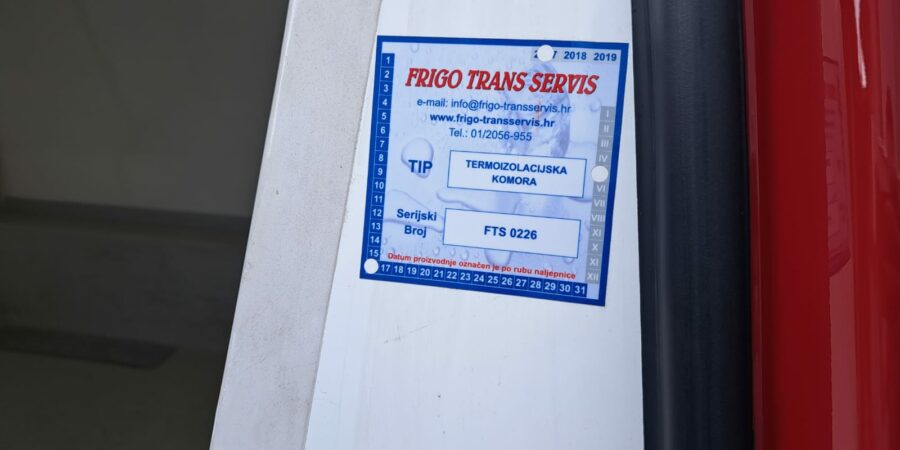 2018 2019
1
2
3
4
5
6
7
8
9
10
11
12
13
14
15
FRIGO TRANS SERVIS
e-mail: info@frigo-transservis.hr
www.frigo-transservis.hr
Tel.: 01/2056-955
TIP
TERMOIZOLACIJSKA
KOMORA
Serijski
Broj
FTS 0226
I
II
III
IV
VI
VII
VIII
IX
X
XI
XII
Datum proizvodnje označen je po rubu naljepnice
17 18 19 20 21 22 23 24 25 26 27 28 29 30 31